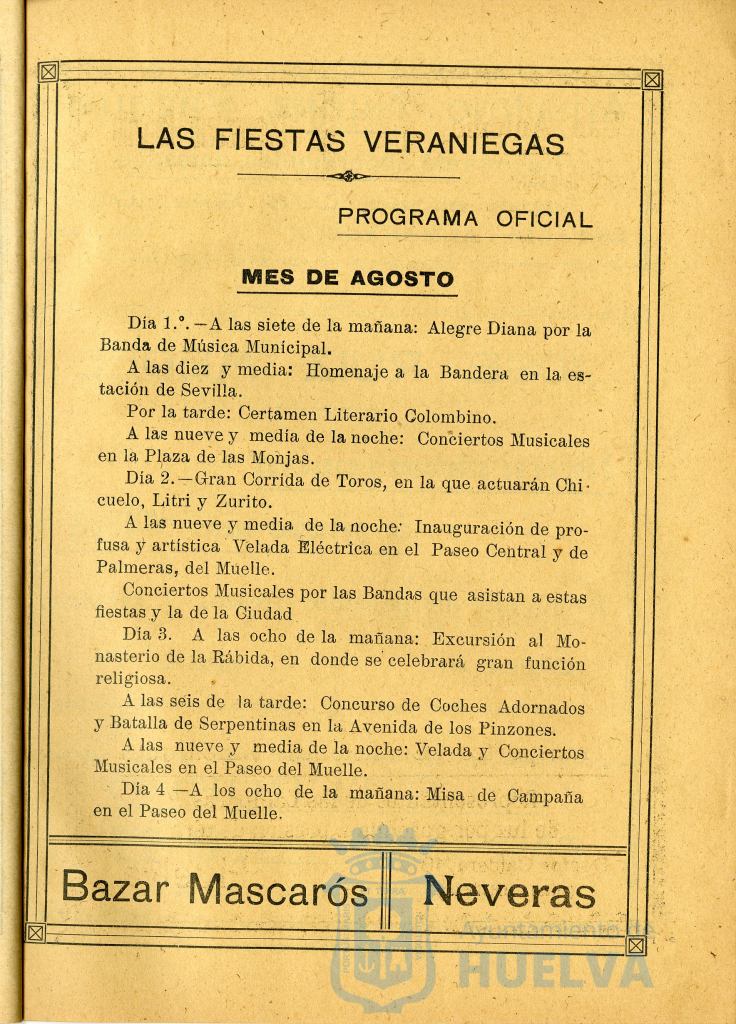 LAS FIESTAS VERANIEGAS
PROGRAMA OFICIAL
MES DE AGOSTO
Día 1.º.—A las siete de la mañana: Alegre Diana por la
Banda de Música Municipal.
A las diez y media: Homenaje a la Bandera en la es-
tación de Sevilla.
Por la tarde: Certamen Literario Colombino.
A las nueve y media de la noche: Conciertos Musicales
en la Plaza de las Monjas.
Día 2.—Gran Corrida de Toros, en la que actuarán Chi-
cuelo, Litri y Zurito.
A las nueve y media de la noche: Inauguración de pro-
fusa y artística Velada Eléctrica en el Paseo Central y de
Palmeras, del Muelle.
Conciertos Musicales por las Bandas que asistan a estas
fiestas y la de la Ciudad
Día 3. A las ocho de la mañana: Excursión al Mo-
nasterio de la Rábida, en donde se celebrará gran función
religiosa.
A las seis de la tarde: Concurso de Coches Adornados
y Batalla de Serpentinas en la Avenida de los Pinzones.
A las nueve y media de la noche: Velada y Conciertos
Musicales en el Paseo del Muelle.
Día 4 —A los ocho de la mañana: Misa de Campaña
en el Paseo del Muelle.
Bazar Mascarós
Neveras
Ayuntamiento de
HUELVA